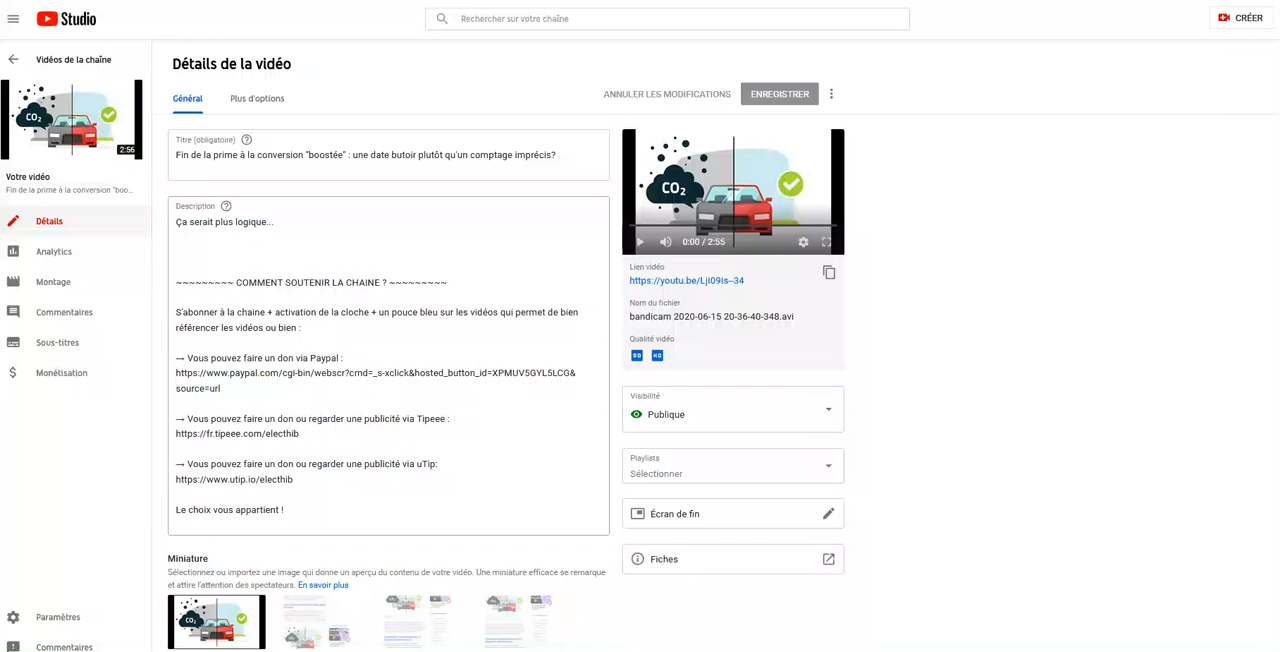 Studio
Rechercher sur votre chaîne
CRÉER
Vidéos de la chaîne
CO2
2:56
Votre vidéo
Fin de la prime à la conversion "boo...
Détails
Analytics
Montage
Commentaires
Sous-titres
Monétisation
Paramètres
Commentaires
Détails de la vidéo
Général
Plus d'options
ANNULER LES MODIFICATIONS
ENREGISTRER
Titre (obligatoire)
Fin de la prime à la conversion "boostée" : une date butoir plutôt qu'un comptage imprécis?
Description
Ça serait plus logique...
~~~~~~~~~ COMMENT SOUTENIR LA CHAINE ? ~~~~~~~~~
S'abonner à la chaine + activation de la cloche + un pouce bleu sur les vidéos qui permet de bien
référencer les vidéos ou bien :
→ Vous pouvez faire un don via Paypal :
https://www.paypal.com/cgi-bin/webscr?cmd=_s-xclick&hosted_button_id=XPMUV5GYL5LCG&
source=url
→ Vous pouvez faire un don ou regarder une publicité via Tipeee :
https://fr.tipeee.com/electhib
→ Vous pouvez faire un don ou regarder une publicité via uTip:
https://www.utip.io/electhib
Le choix vous appartient !
Miniature
Sélectionnez ou importez une image qui donne un aperçu du contenu de votre vidéo. Une miniature efficace se remarque
et attire l'attention des spectateurs. En savoir plus
CO2
CO2
0:00 / 2:55
Lien vidéo
https://youtu.be/LjI09Is--34
Nom du fichier
bandicam 2020-06-15 20-36-40-348.avi
Qualité vidéo
SD HD
Visibilité
Publique
Playlists
Sélectionner
Écran de fin
Fiches